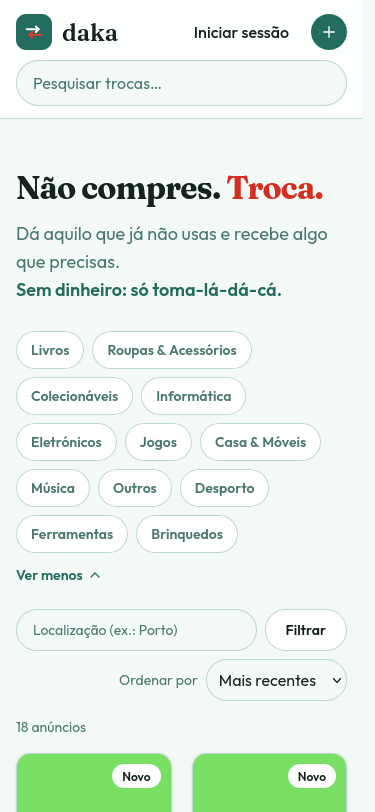 daka
Iniciar sessão
Pesquisar trocas...
Não compres. Troca.
Dá aquilo que já não usas e recebe algo
que precisas.
Sem dinheiro: só toma-lá-dá-cá.
Livros
Roupas & Acessórios
Colecionáveis
Informática
Eletrónicos
Jogos
Casa & Móveis
Música
Outros
Desporto
Ferramentas
Brinquedos
Ver menos
Localização (ex.: Porto)
Filtrar
Ordenar por
Mais recentes
18 anúncios
Novo
Novo